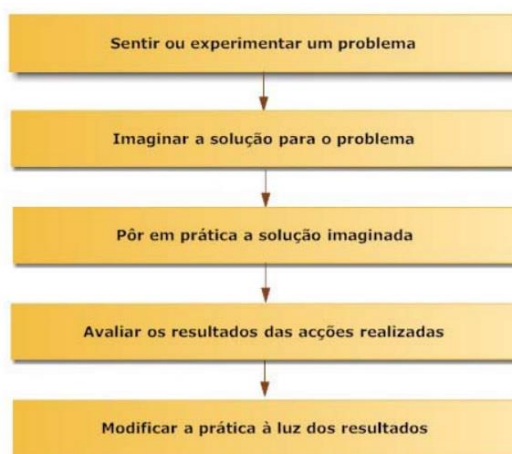 Sentir ou experimentar um problema
Imaginar a solução para o problema
Pôr em prática a solução imaginada
Avaliar os resultados das acções realizadas
Modificar a prática à luz dos resultados